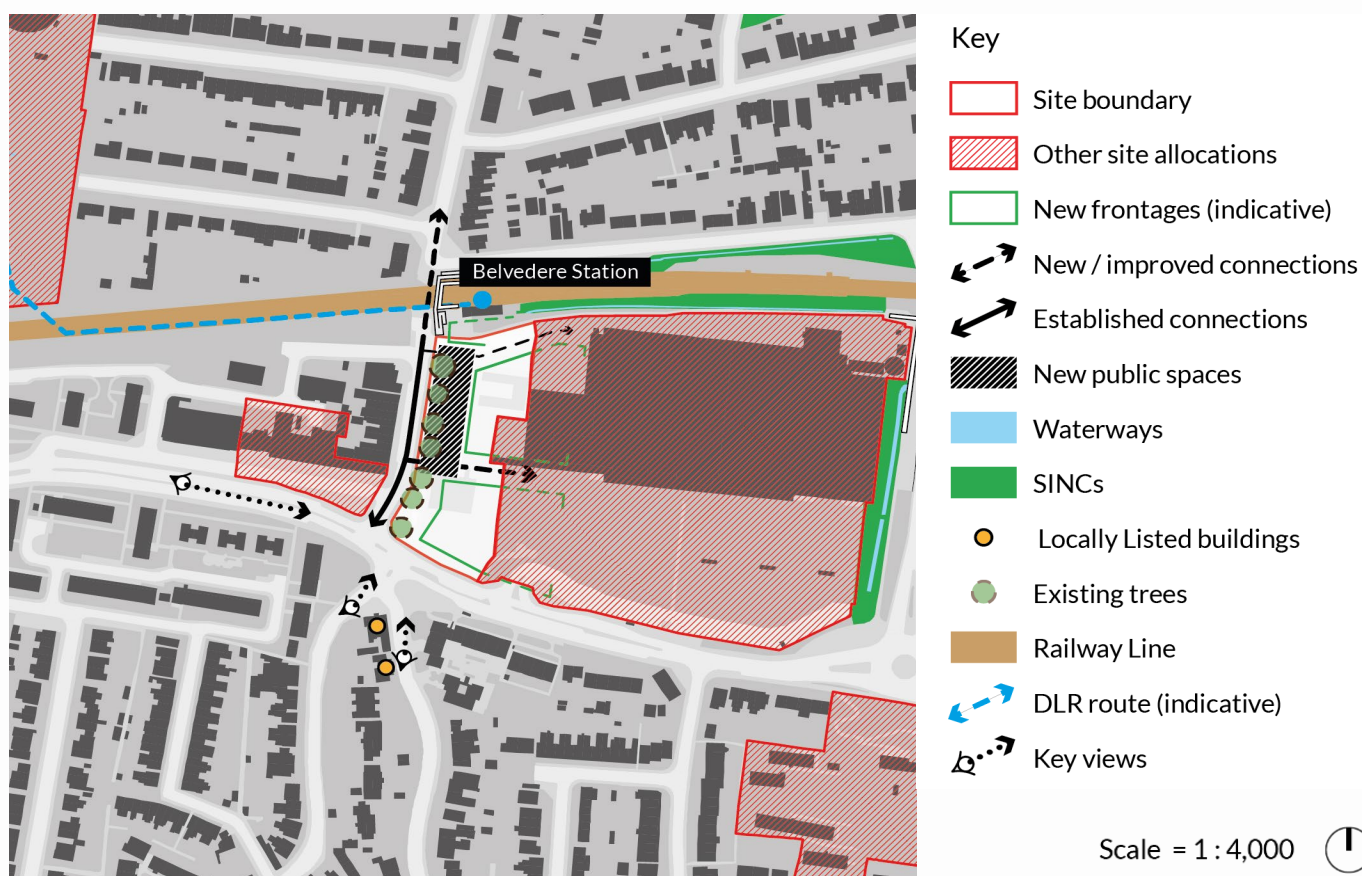 Belvedere Station
Key
Site boundary
Other site allocations
New frontages (indicative)
New / improved connections
Established connections
New public spaces
Waterways
SINCs
Locally Listed buildings
Existing trees
Railway Line
DLR route (indicative)
Key views
Scale = 1 : 4,000